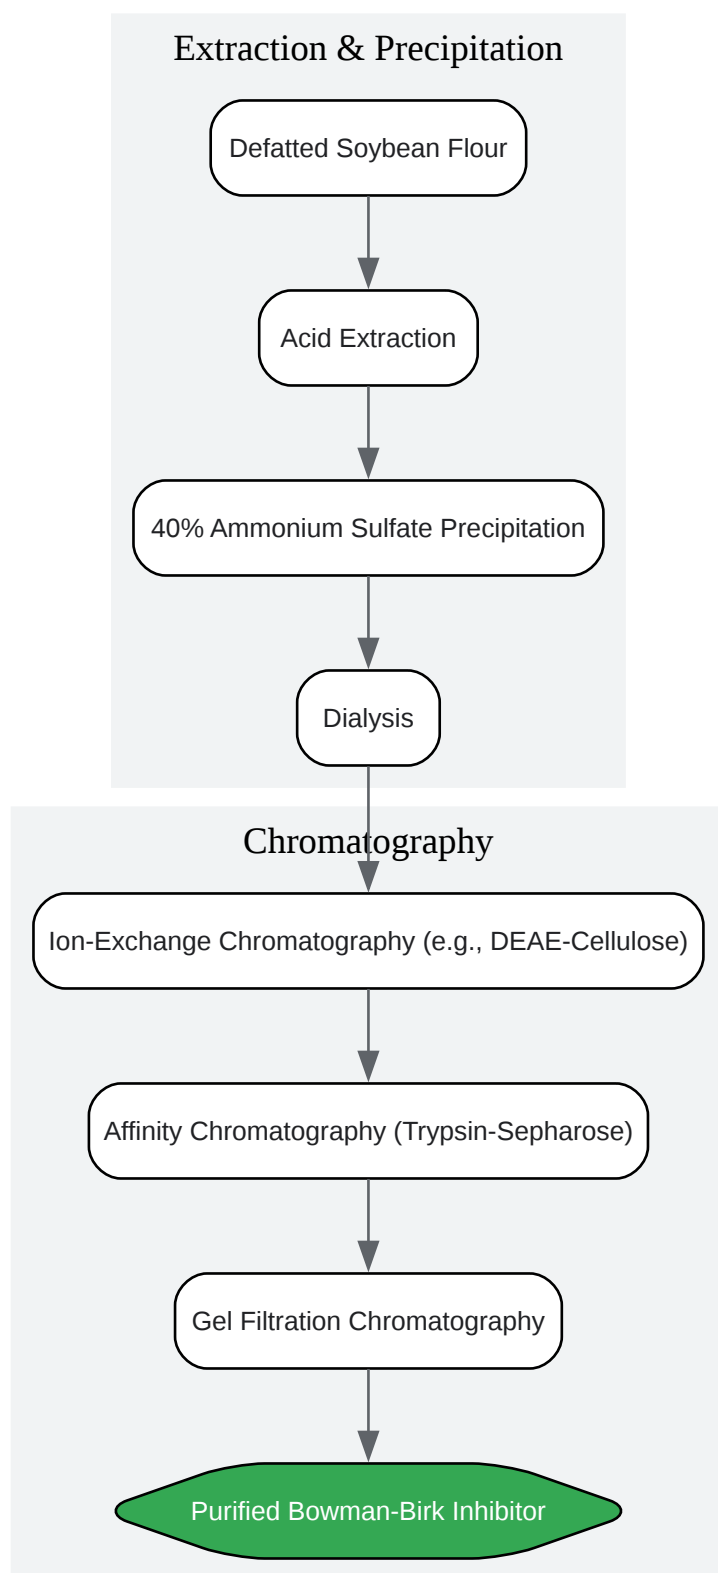 Extraction & Precipitation
Defatted Soybean Flour
Acid Extraction
40% Ammonium Sulfate Precipitation
Dialysis
Chromatography
Ion-Exchange Chromatography (e.g., DEAE-Cellulose)
Affinity Chromatography (Trypsin-Sepharose)
Gel Filtration Chromatography
Purified Bowman-Birk Inhibitor